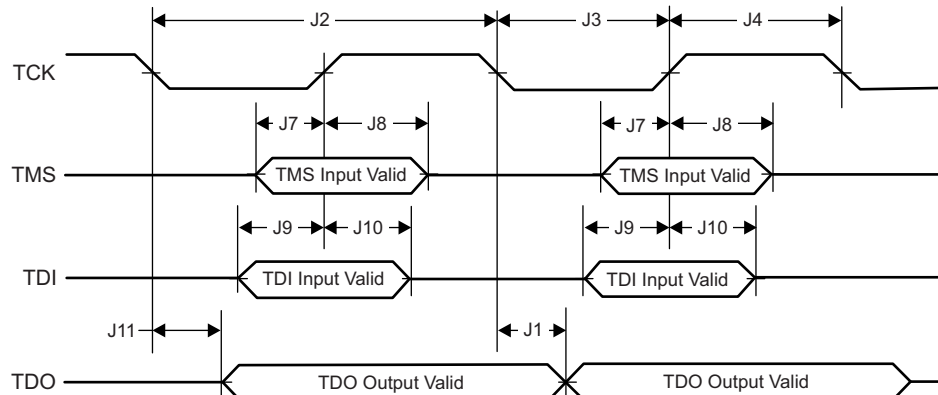 J2 J3 J4
TCK
J7 J8 J7 J8
TMS TMS Input Valid TMS Input Valid
J9 J10 J9 J10
TDI TDI Input Valid TDI Input Valid
J11 J1
TDO TDO Output Valid TDO Output Valid